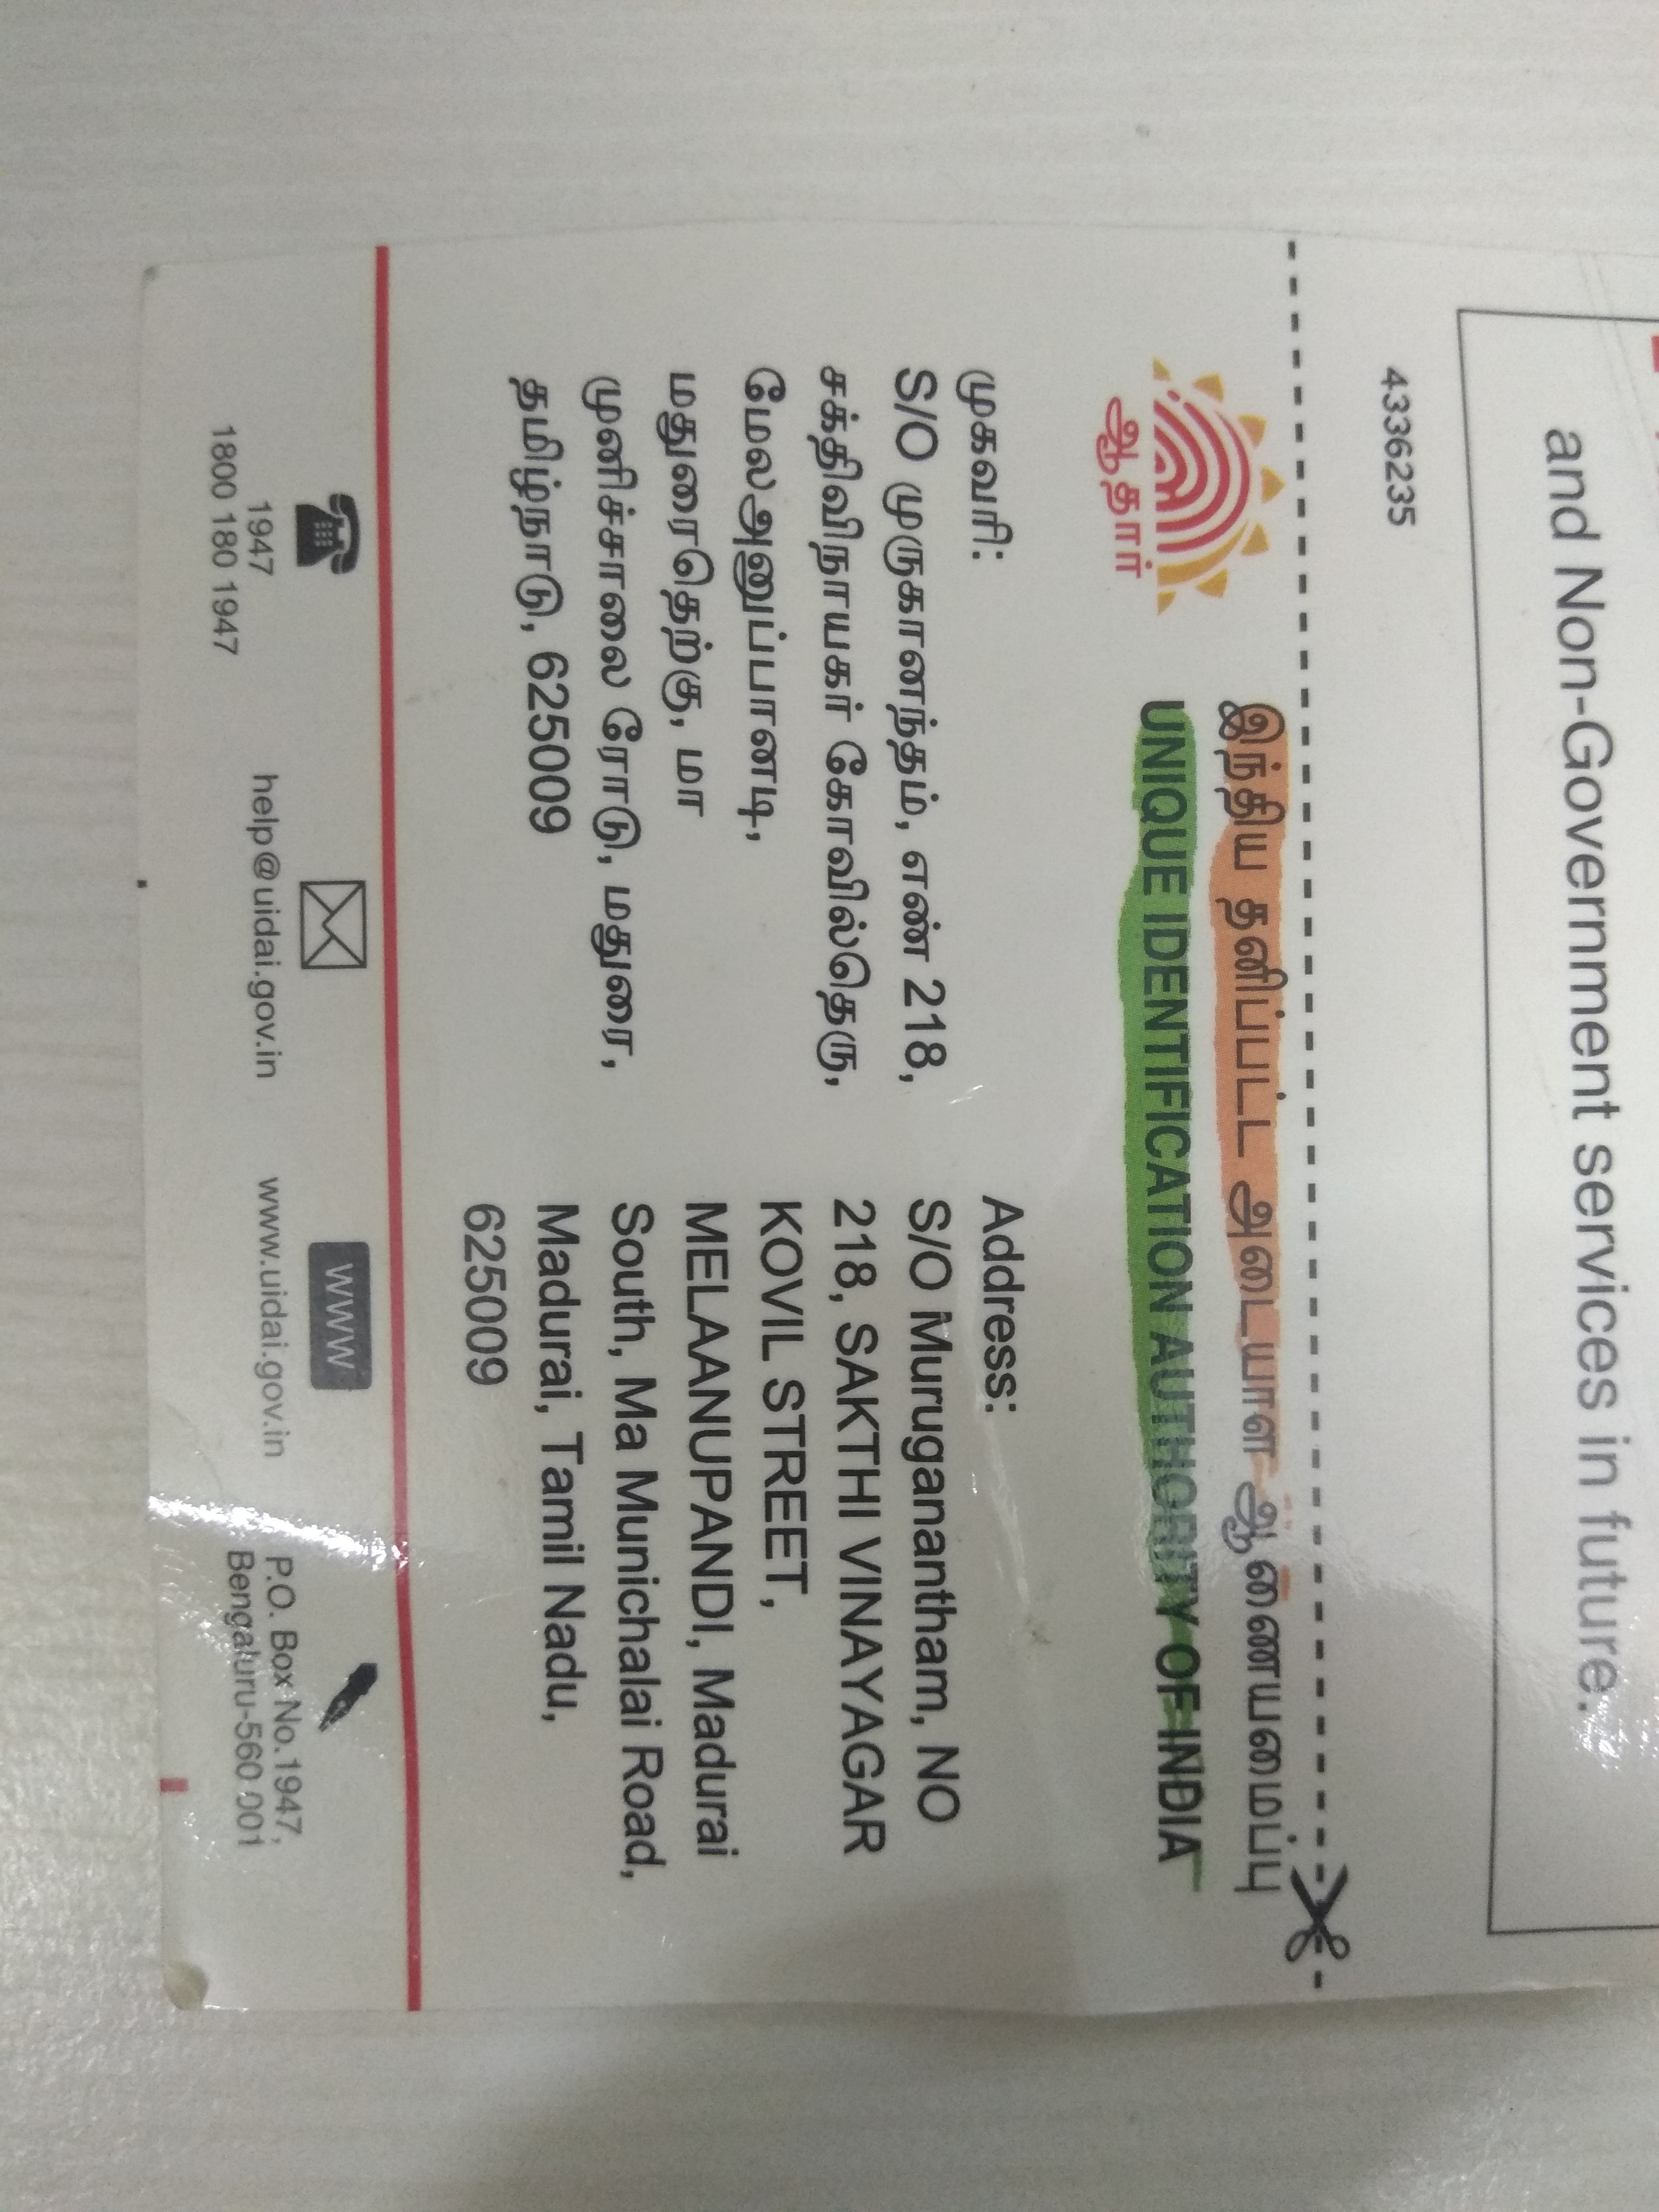 and Non-Government services in future.
4336235
ஆதார்
இந்திய தனிப்பட்ட அடையாள ஆணையமைப்பு
UNIQUE IDENTIFICATION AUTHORITY OF INDIA
முகவரி:
S/O முருகானந்தம், எண் 218,
சக்திவிநாயகர் கோவில்தெரு,
மேலஅனுப்பானடி,
மதுரைதெற்கு, மா
முனிச்சாலை ரோடு, மதுரை,
தமிழ்நாடு, 625009
Address:
S/O Muruganantham, NO
218, SAKTHI VINAYAGAR
KOVIL STREET,
MELAANUPANDI, Madurai
South, Ma Munichalai Road,
Madurai, Tamil Nadu,
625009
1947
1800 180 1947
help@uidai.gov.in
WWW
www.uidai.gov.in
P.O. Box No.1947,
Bengaluru-560 001